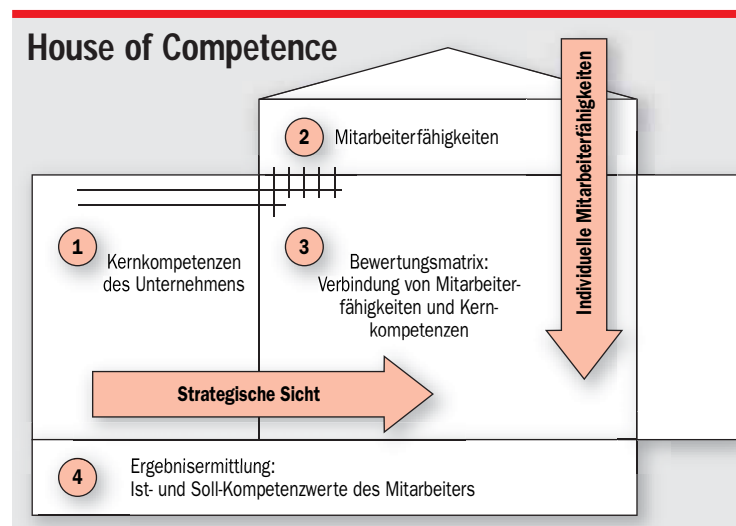 House of Competence
2 Mitarbeiterfähigkeiten
Individuelle Mitarbeiterfähigkeiten
1
Kernkompetenzen
des Unternehmens
3
Bewertungsmatrix:
Verbindung von Mitarbeiter-
fähigkeiten und Kern-
kompetenzen
Strategische Sicht
4
Ergebnisermittlung:
Ist- und Soll-Kompetenzwerte des Mitarbeiters